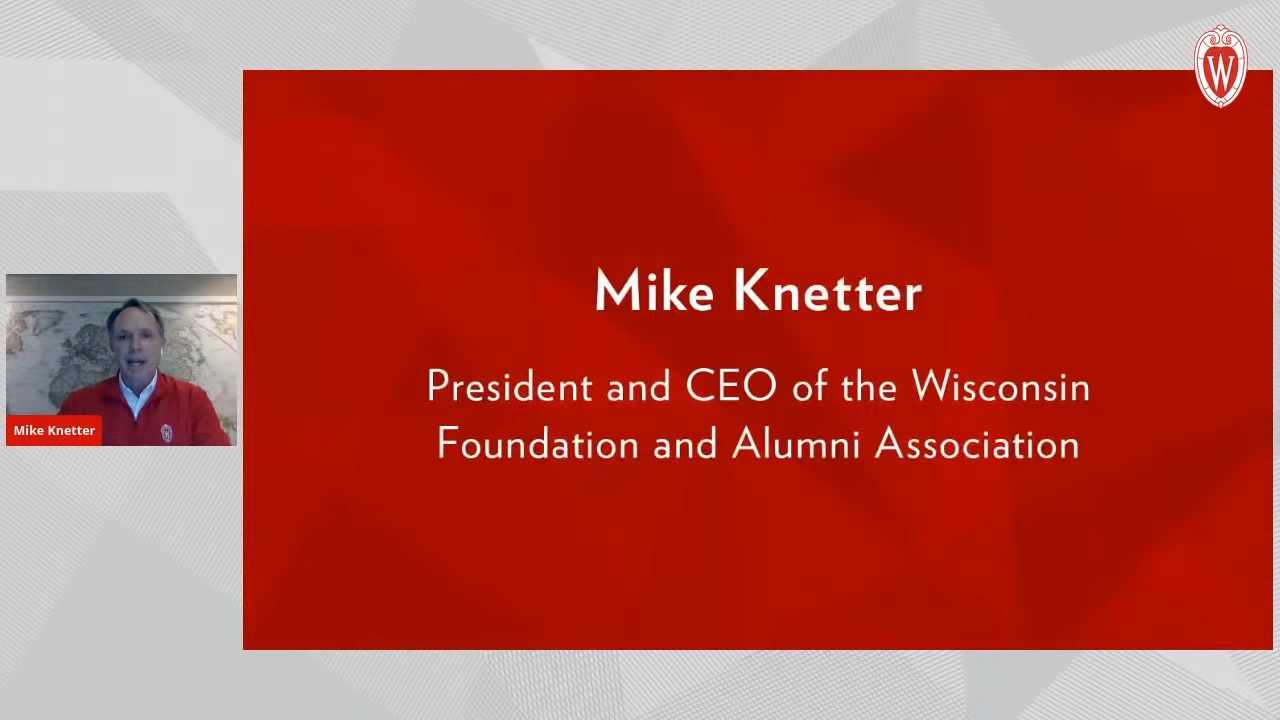 W
Mike Knetter
President and CEO of the Wisconsin
Foundation and Alumni Association
Mike Knetter
W